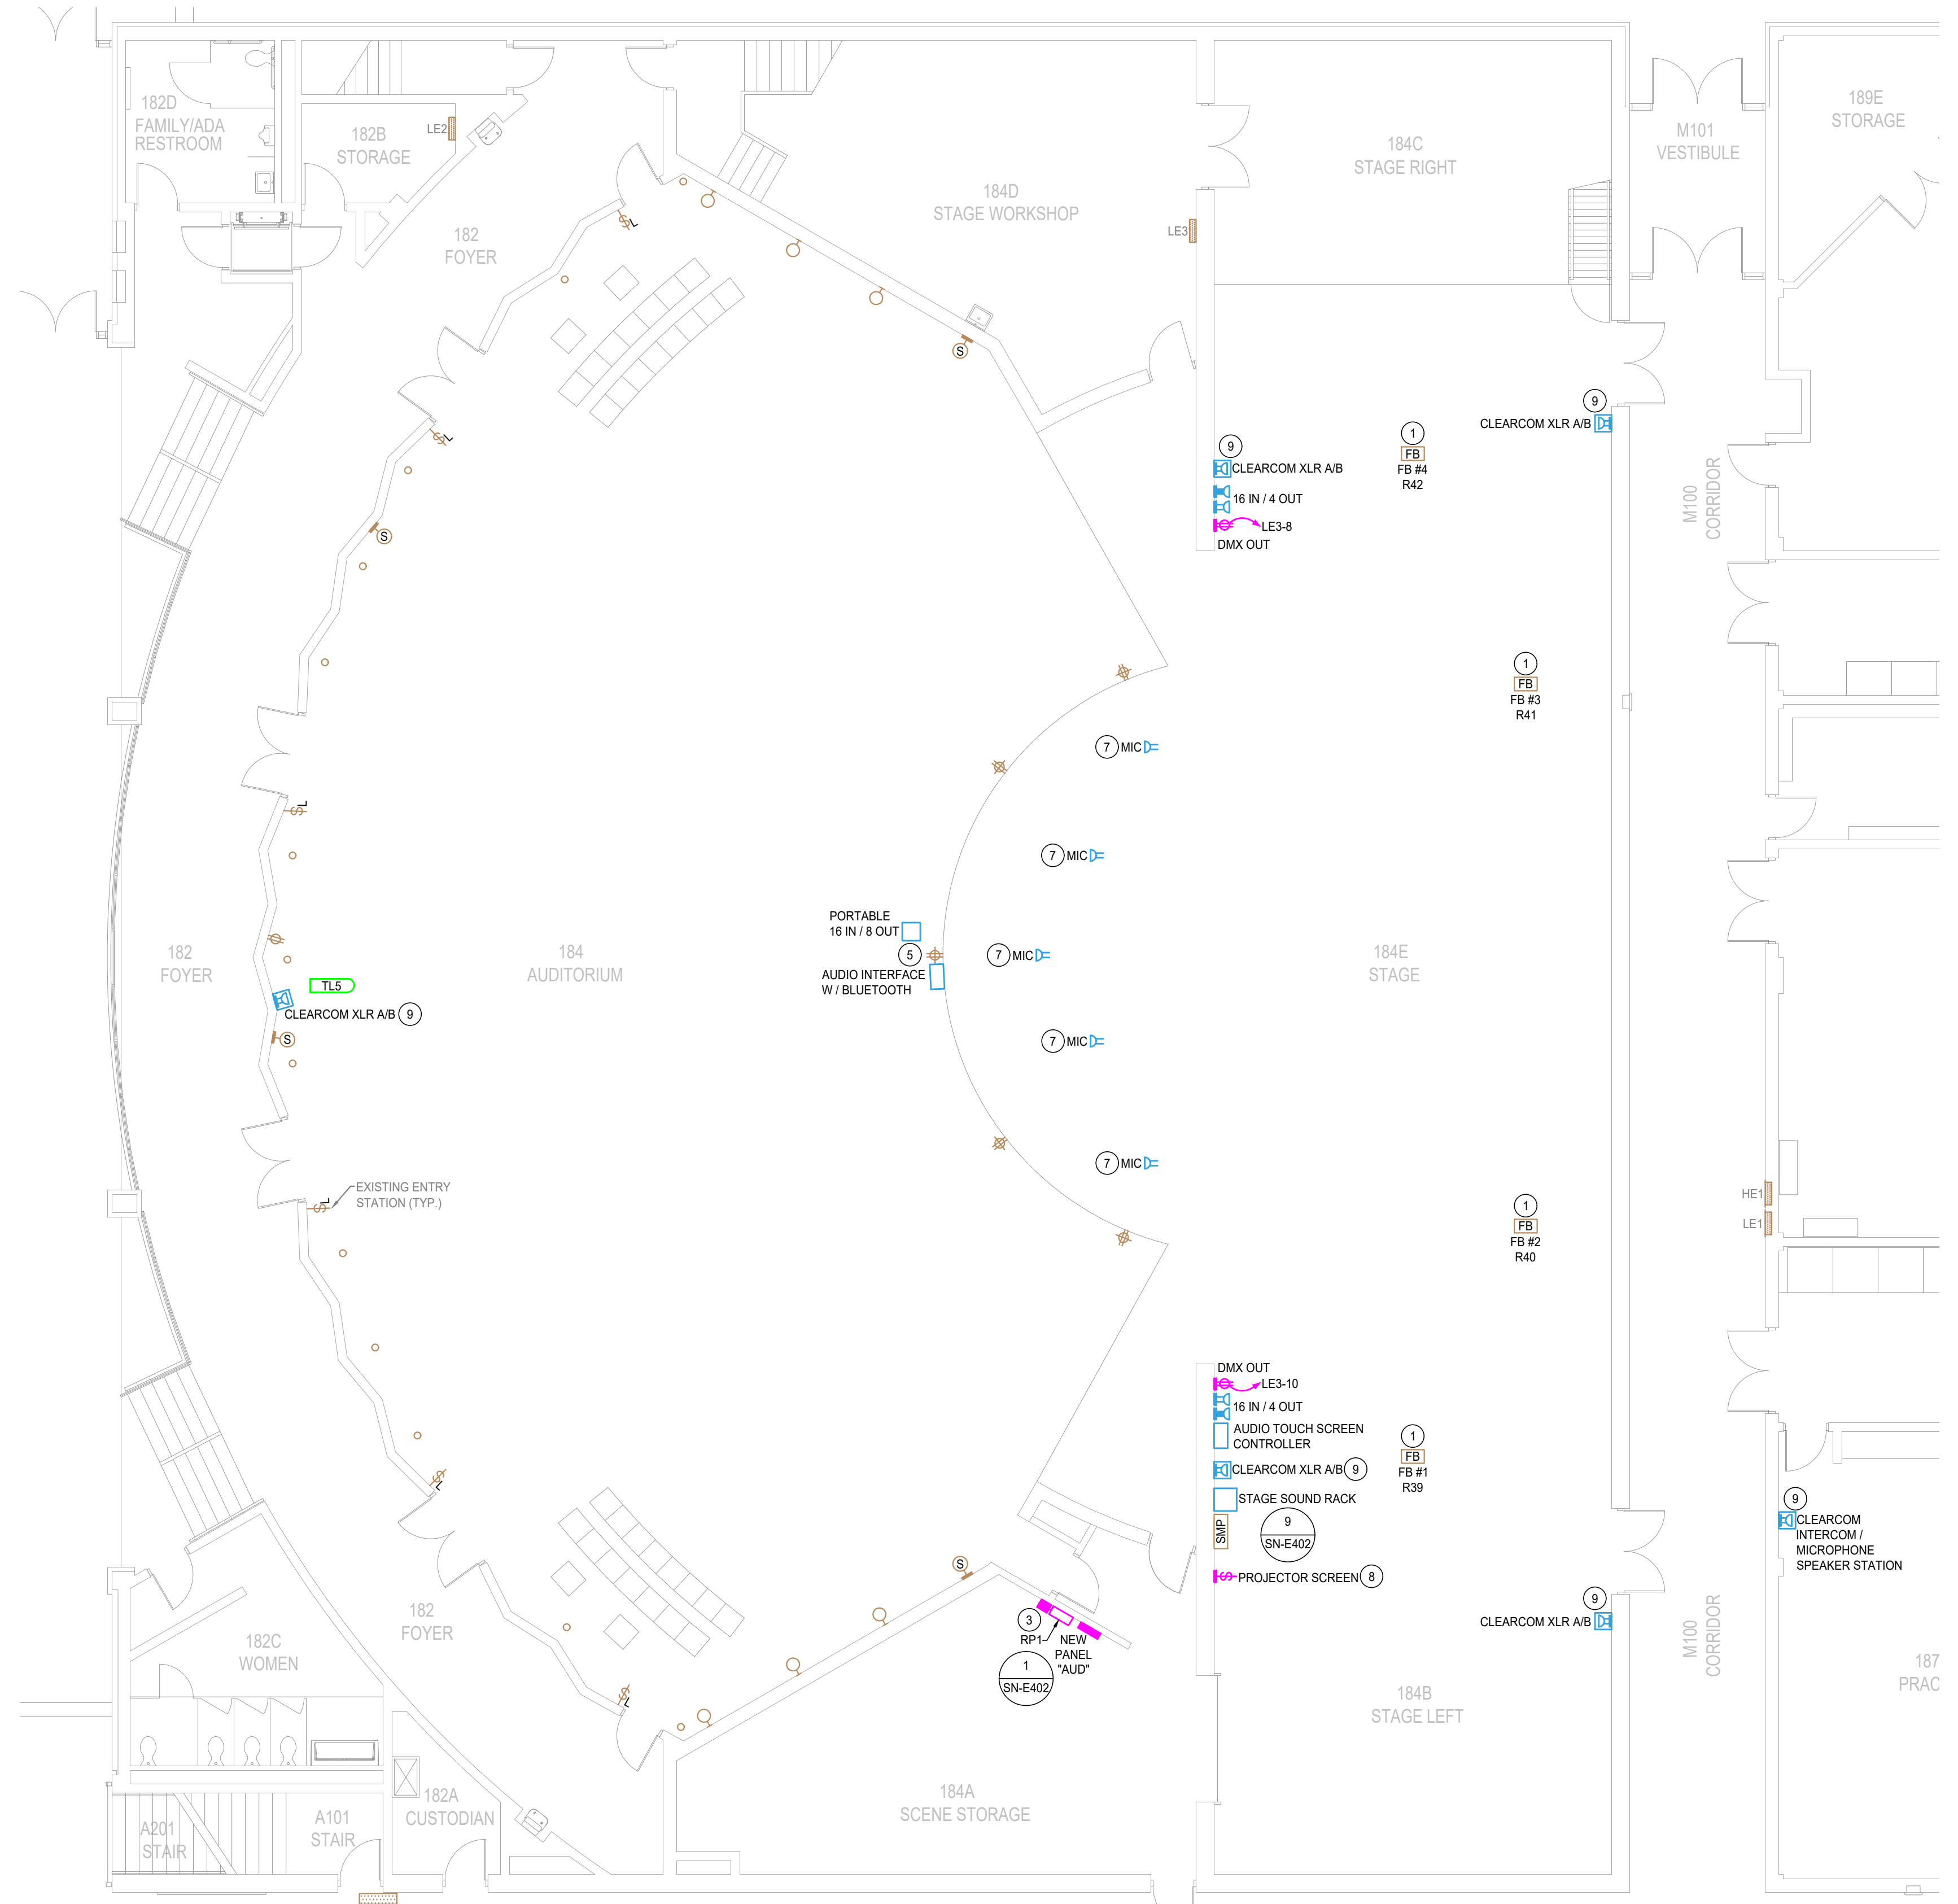 182D
FAMILY/ADA
RESTROOM
182B
STORAGE
LE2
182
FOYER
184D
STAGE WORKSHOP
LE3
184C
STAGE RIGHT
M101
VESTIBULE
189E
STORAGE
$L
S
$L
S
9
CLEARCOM XLR A/B
16 IN / 4 OUT
LE3-8
DMX OUT
1
FB
FB #4
R42
9
CLEARCOM XLR A/B
M100
CORRIDOR
1
FB
FB #3
R41
7 MIC
$L
7 MIC
PORTABLE
16 IN / 8 OUT
5
AUDIO INTERFACE
W / BLUETOOTH
7 MIC
182
FOYER
184
AUDITORIUM
184E
STAGE
TL5
CLEARCOM XLR A/B 9
S
7 MIC
7 MIC
EXISTING ENTRY
STATION (TYP.)
$L
1
FB
FB #2
R40
HE1
LE1
DMX OUT
LE3-10
16 IN / 4 OUT
AUDIO TOUCH SCREEN
CONTROLLER
CLEARCOM XLR A/B 9
STAGE SOUND RACK
SMP
9
SN-E402
PROJECTOR SCREEN 8
1
FB
FB #1
R39
$L
S
9
CLEARCOM
INTERCOM /
MICROPHONE
SPEAKER STATION
9
CLEARCOM XLR A/B
3
RP1
NEW
PANEL
"AUD"
1
SN-E402
182
FOYER
182C
WOMEN
$L
M100
CORRIDOR
187
PRAC
184B
STAGE LEFT
184A
SCENE STORAGE
182A
CUSTODIAN
A101
STAIR
A201
STAIR